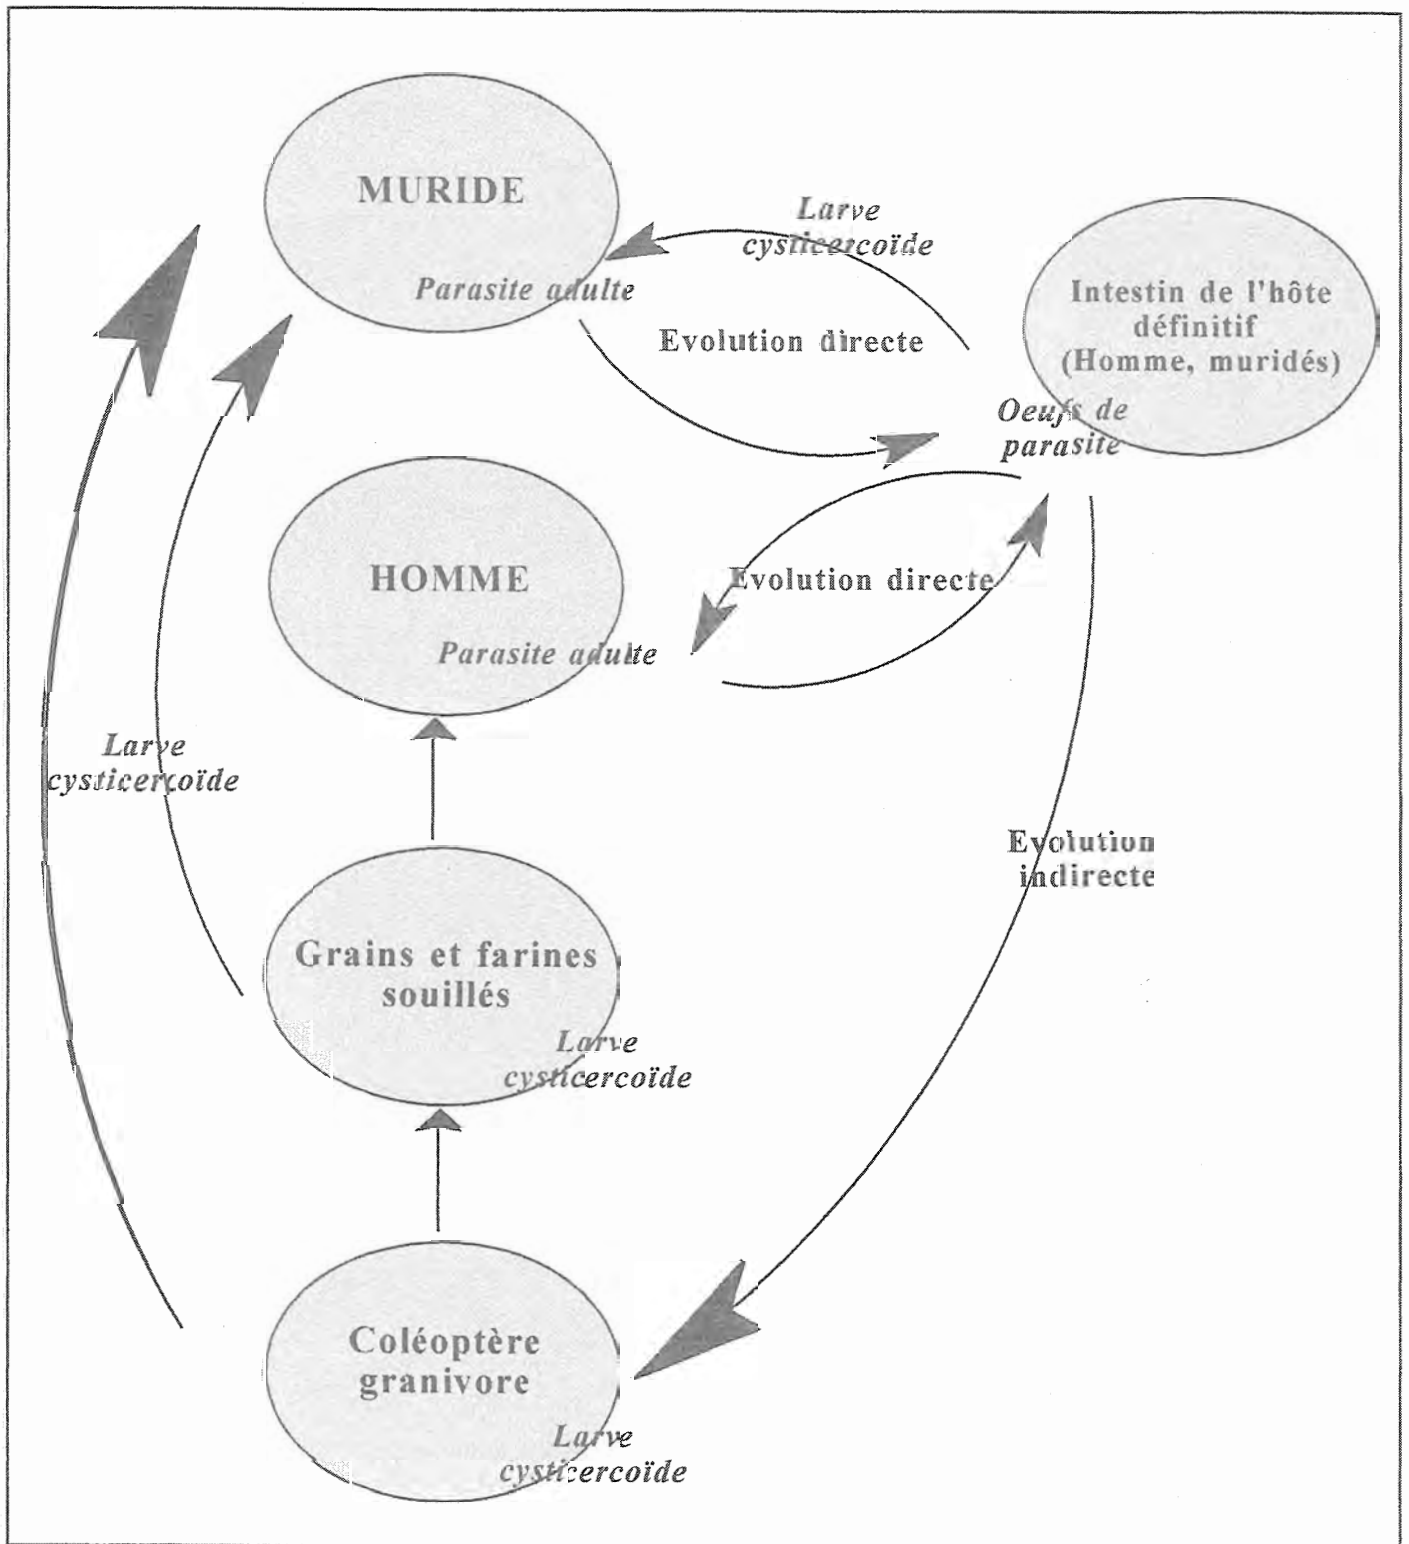 MURIDE
Parasite adulte
Larve
cysticercoïde
Evolution directe
Intestin de l'hôte
définitif
(Homme, muridés)
Oeufs de
parasite
HOMME
Parasite adulte
Evolution directe
Larve
cysticercoïde
Evolution
indirecte
Grains et farines
souillés
Larve
cysticercoïde
Coléoptère
granivore
Larve
cysticercoïde